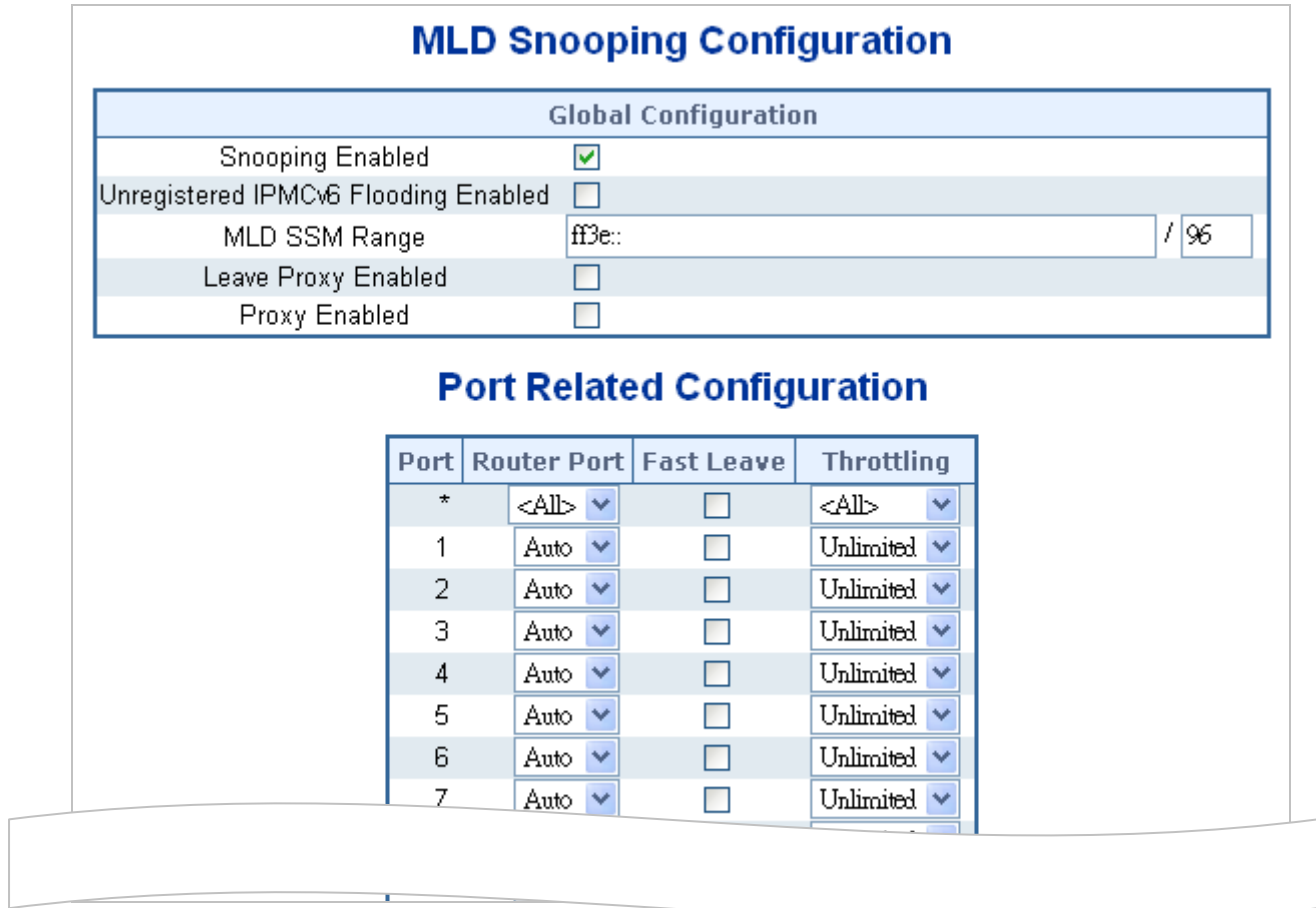 MLD Snooping Configuration
Global Configuration
Snooping Enabled
Unregistered IPMCv6 Flooding Enabled
MLD SSM Range ff3e:: / 96
Leave Proxy Enabled
Proxy Enabled
Port Related Configuration
Port Router Port Fast Leave Throttling
* <All> <All>
1 Auto Unlimited
2 Auto Unlimited
3 Auto Unlimited
4 Auto Unlimited
5 Auto Unlimited
6 Auto Unlimited
7 Auto Unlimited